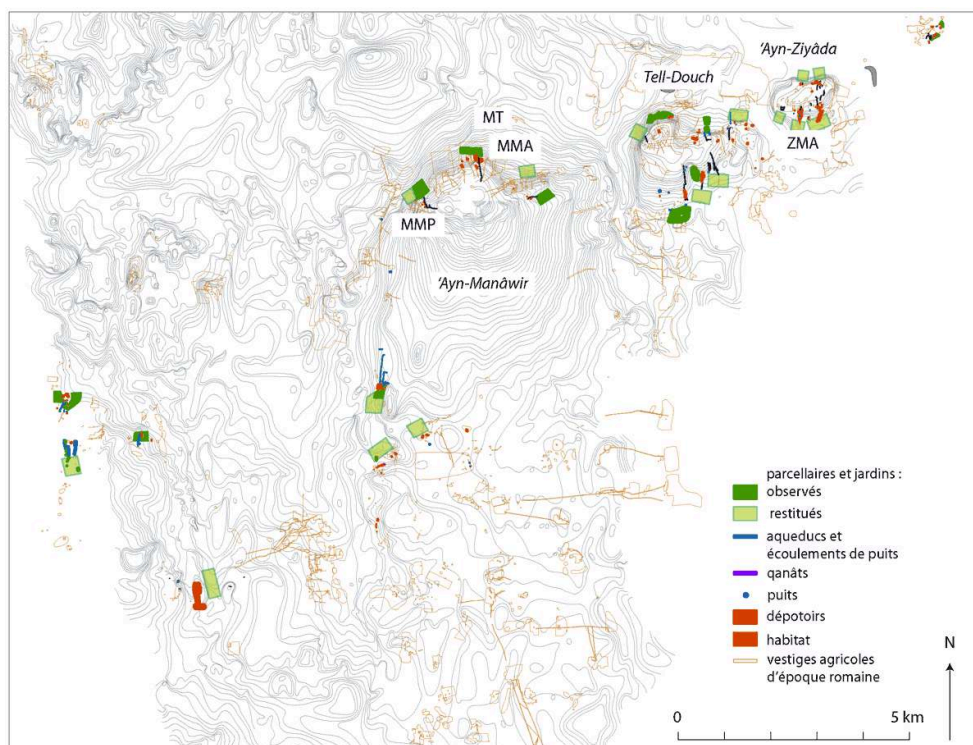 'Ayn-Ziyâda
Tell-Douch
MT
MMA
ZMA
MMP
'Ayn-Manâwir
parcellaires et jardins :
observés
restitués
aqueducs et
écoulements de puits
qanâts
puits
dépotoirs
habitat
vestiges agricoles
d'époque romaine
N
0 5 km